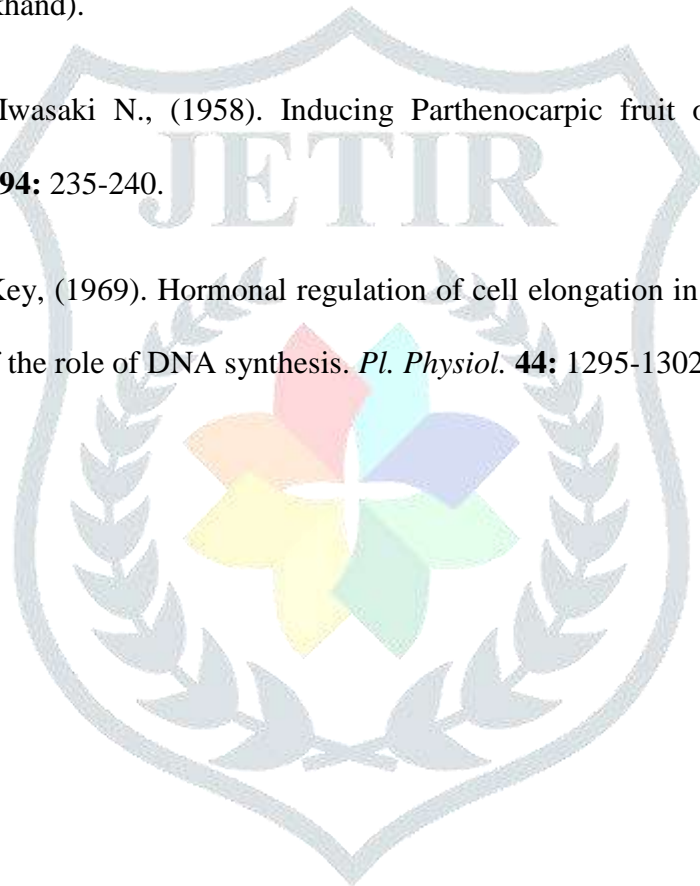 khand).
Iwasaki N., (1958). Inducing Parthenocarpic fruit
94: 235-240.
JETIR
Key, (1969). Hormonal regulation of cell elongation in
the role of DNA synthesis. Pl. Physiol. 44: 1295-1302